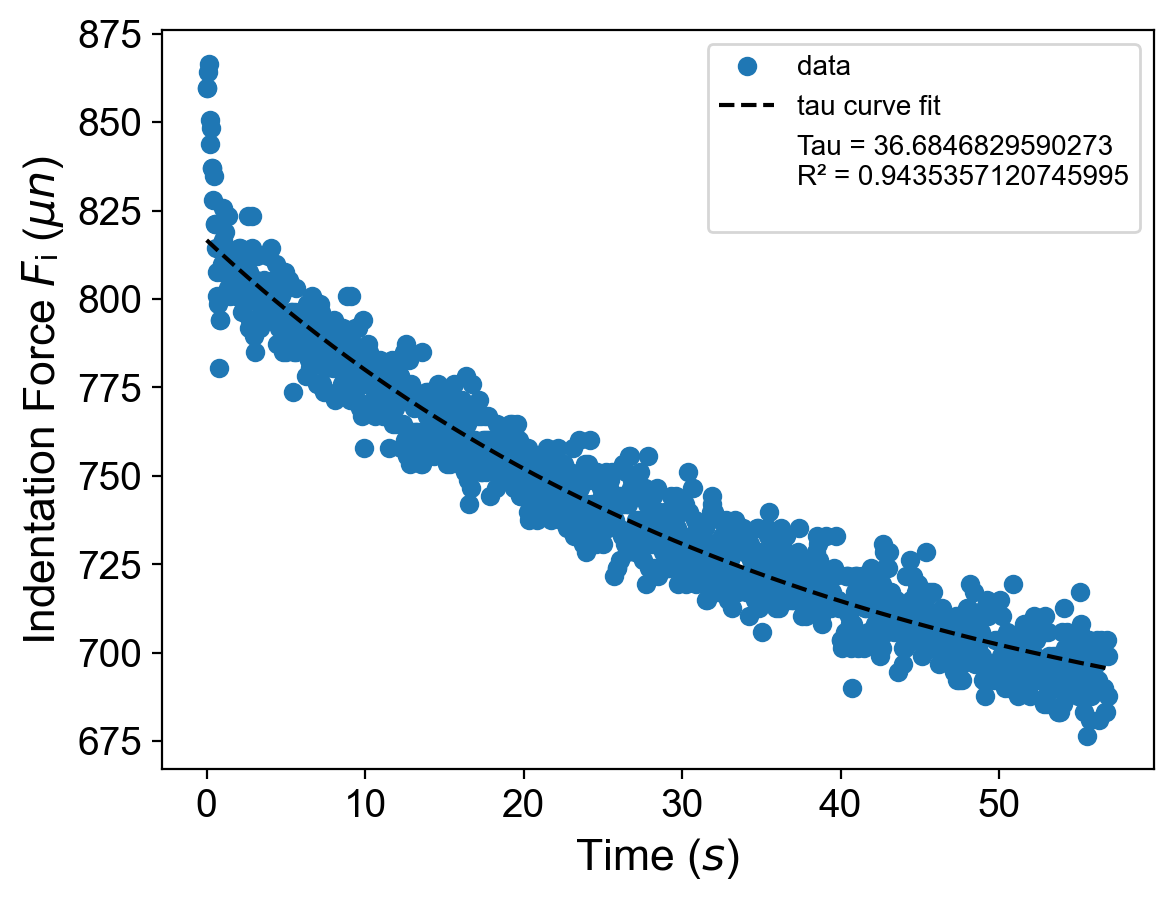 875
850
825
800
775
750
725
700
675
Indentation Force Fᵢ (μn)
data
tau curve fit
Tau = 36.6846829590273
R² = 0.9435357120745995
0 10 20 30 40 50
Time (s)